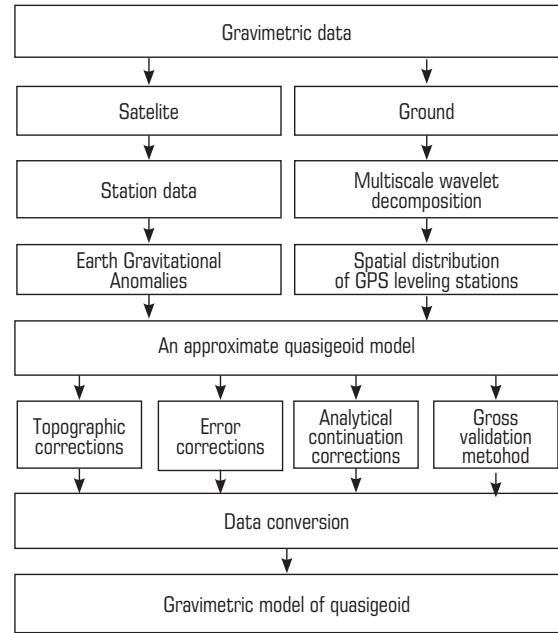 Gravimetric data
Satelite
Ground
Station data
Multiscale wavelet
decomposition
Earth Gravitational
Anomalies
Spatial distribution
of GPS leveling stations
An approximate quasigeoid model
Topographic
corrections
Error
corrections
Analytical
continuation
corrections
Gross
validation
metohod
Data conversion
Gravimetric model of quasigeoid